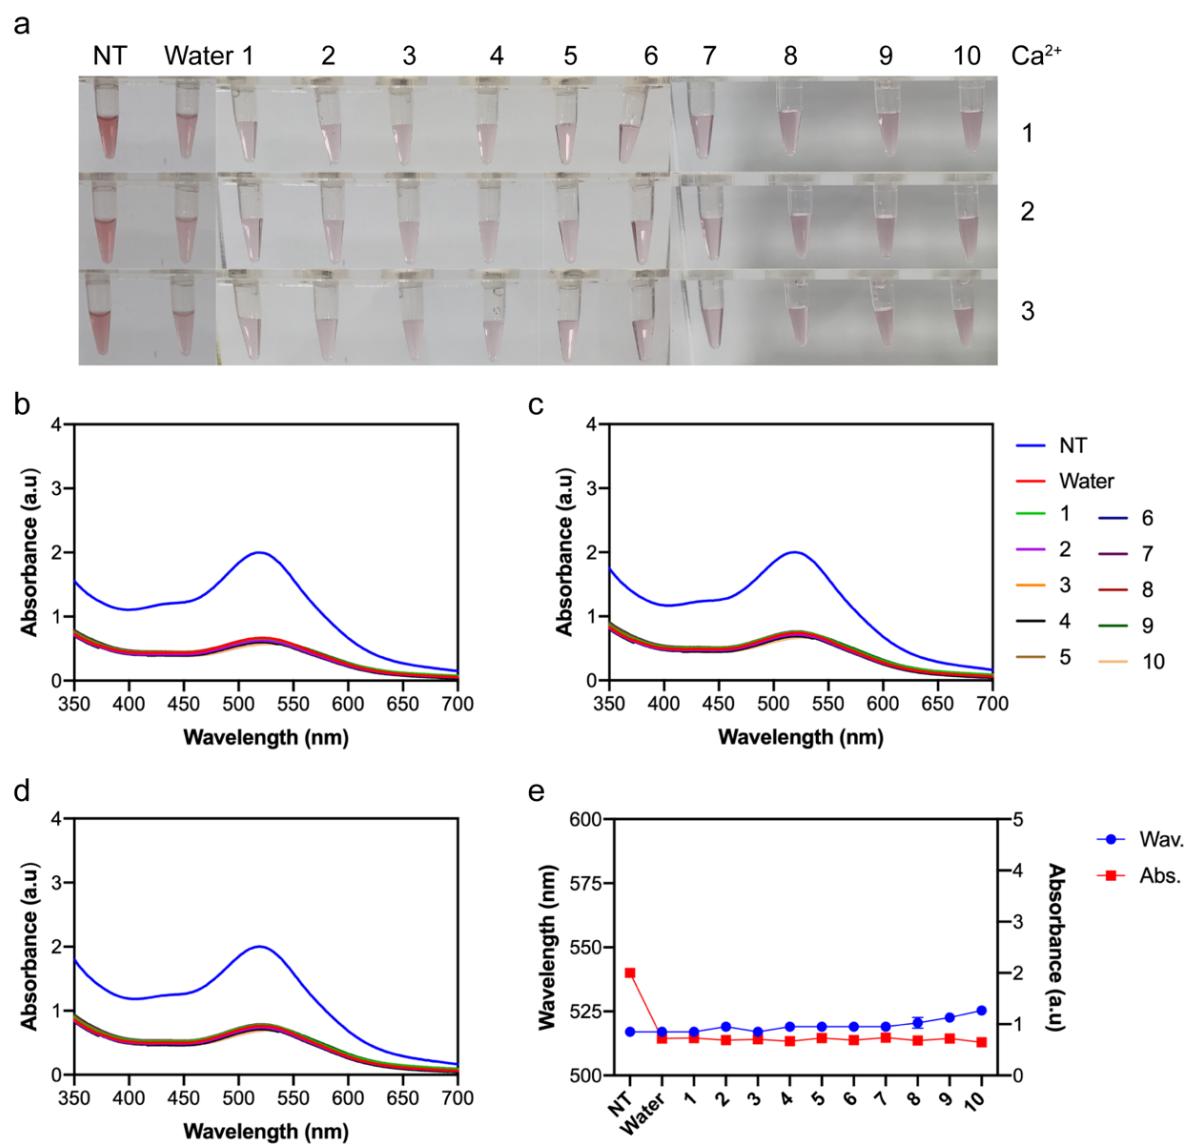 a
NT Water 1 2 3 4 5 6 7 8 9 10 Ca²⁺
1
2
3
b
4
3
2
1
0
Absorbance (a.u)
350 400 450 500 550 600 650 700
Wavelength (nm)
c
4
3
2
1
0
Absorbance (a.u)
350 400 450 500 550 600 650 700
Wavelength (nm)
NT
Water
1 6
2 7
3 8
4 9
5 10
d
4
3
2
1
0
Absorbance (a.u)
350 400 450 500 550 600 650 700
Wavelength (nm)
e
600
575
550
525
500
Wavelength (nm)
5
4
3
2
1
0
Absorbance (a.u)
NT Water 1 2 3 4 5 6 7 8 9 10
Wav.
Abs.